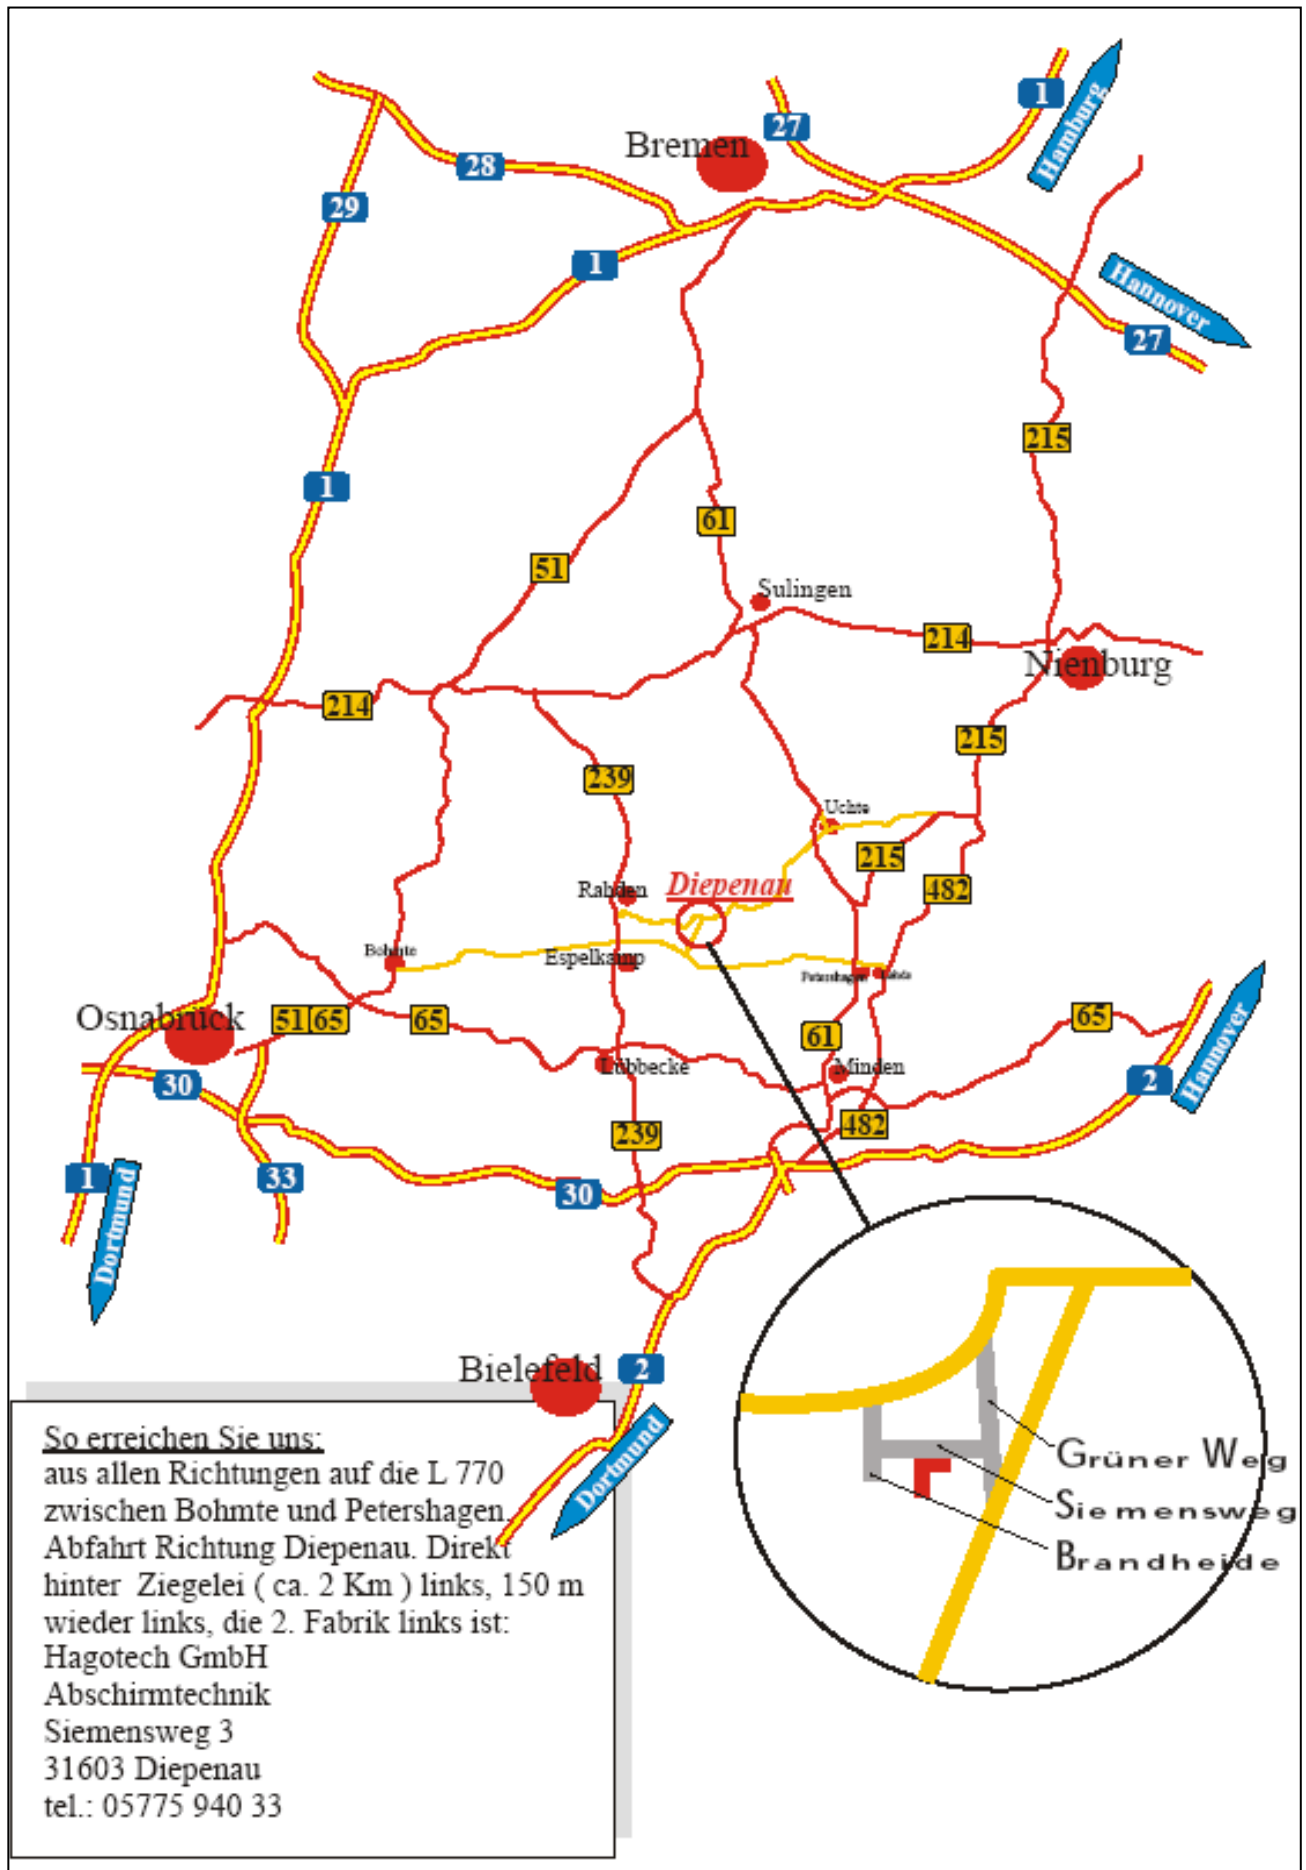 1
Hamburg
27
Bremen
28
29
1
Hannover
27
215
1
61
51
Sulingen
214
Nienburg
214
215
239
Uchte
215
Diepenau
Rahden
482
Bohmte
Espelkamp
Petershagen
Lahde
Osnabrück
51
65
65
65
61
Lübbecke
Minden
Hannover
2
30
482
239
1
33
30
Dortmund
Bielefeld
2
Dortmund
Grüner Weg
Siemensweg
Brandheide
So erreichen Sie uns:
aus allen Richtungen auf die L 770
zwischen Bohmte und Petershagen.
Abfahrt Richtung Diepenau. Direkt
hinter Ziegelei ( ca. 2 Km ) links, 150 m
wieder links, die 2. Fabrik links ist:
Hagotech GmbH
Abschirmtechnik
Siemensweg 3
31603 Diepenau
tel.: 05775 940 33